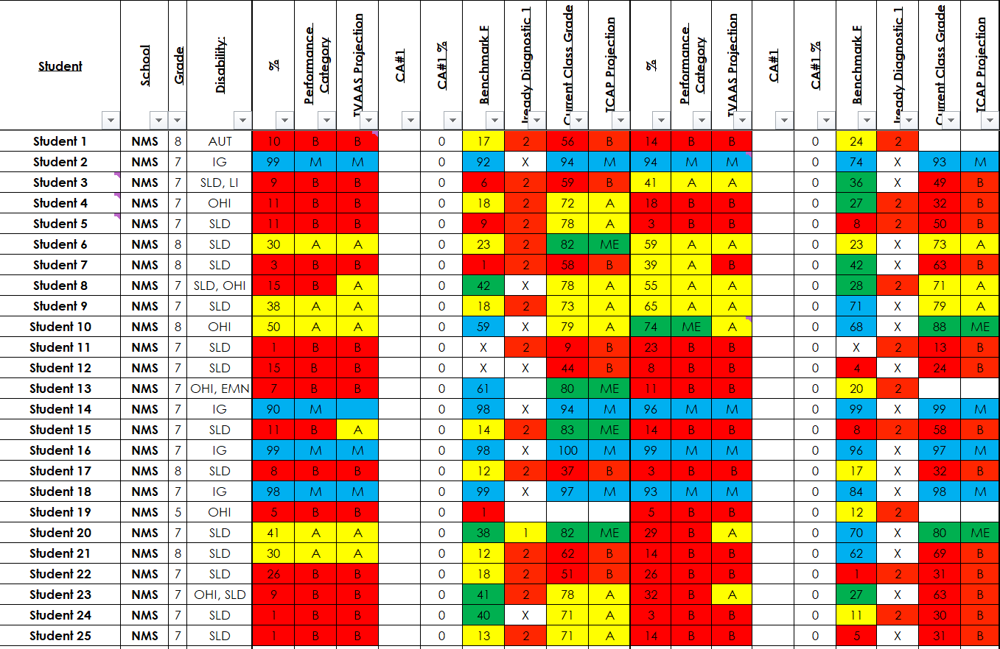 Student School Grade Disability: % Performance Category TVAAS Projection CA#1 CA#1 % Benchmark F Iready Diagnostic 1 Current Class Grade TCAP Projection % Performance Category TVAAS Projection CA#1 CA#1 % Benchmark F Iready Diagnostic 1 Current Class Grade TCAP Projection
Student 1 NMS 8 AUT 10 B B 0 17 2 56 B 14 B B 0 24 2
Student 2 NMS 7 IG 99 M M 0 92 X 94 M 94 M M 0 74 X 93 M
Student 3 NMS 7 SLD, LI 9 B B 0 6 2 59 B 41 A A 0 36 X 49 B
Student 4 NMS 7 OHI 11 B B 0 18 2 72 A 18 B B 0 27 2 32 B
Student 5 NMS 7 SLD 11 B B 0 9 2 78 A 3 B B 0 8 2 50 B
Student 6 NMS 8 SLD 30 A A 0 23 2 82 ME 59 A A 0 23 X 73 A
Student 7 NMS 8 SLD 3 B B 0 1 2 58 B 39 A B 0 42 X 63 B
Student 8 NMS 7 SLD, OHI 15 B A 0 42 X 78 A 55 A A 0 28 2 71 A
Student 9 NMS 7 SLD 38 A A 0 18 2 73 A 65 A A 0 71 X 79 A
Student 10 NMS 8 OHI 50 A A 0 59 X 79 A 74 ME A 0 68 X 88 ME
Student 11 NMS 7 SLD 1 B B 0 X 2 9 B 23 B B 0 X 2 13 B
Student 12 NMS 7 SLD 15 B B 0 X X 44 B 8 B B 0 4 X 24 B
Student 13 NMS 7 OHI, EMN 7 B B 0 61 80 ME 11 B B 0 20 2
Student 14 NMS 7 IG 90 M 0 98 X 94 M 96 M M 0 99 X 99 M
Student 15 NMS 7 SLD 11 B A 0 14 2 83 ME 14 B B 0 8 2 58 B
Student 16 NMS 7 IG 99 M M 0 98 X 100 M 99 M M 0 96 X 97 M
Student 17 NMS 8 SLD 8 B B 0 12 2 37 B 3 B B 0 17 X 32 B
Student 18 NMS 7 IG 98 M M 0 99 X 97 M 93 M M 0 84 X 98 M
Student 19 NMS 5 OHI 5 B B 0 1 5 B B 0 12 2
Student 20 NMS 7 SLD 41 A A 0 38 1 82 ME 29 B A 0 70 X 80 ME
Student 21 NMS 8 SLD 30 A A 0 12 2 62 B 14 B B 0 62 X 69 B
Student 22 NMS 7 SLD 26 B B 0 18 2 51 B 26 B B 0 1 2 31 B
Student 23 NMS 7 OHI, SLD 9 B B 0 41 2 78 A 32 B A 0 27 X 63 B
Student 24 NMS 7 SLD 1 B B 0 40 X 71 A 3 B B 0 11 2 30 B
Student 25 NMS 7 SLD 1 B B 0 13 2 71 A 14 B B 0 5 X 31 B